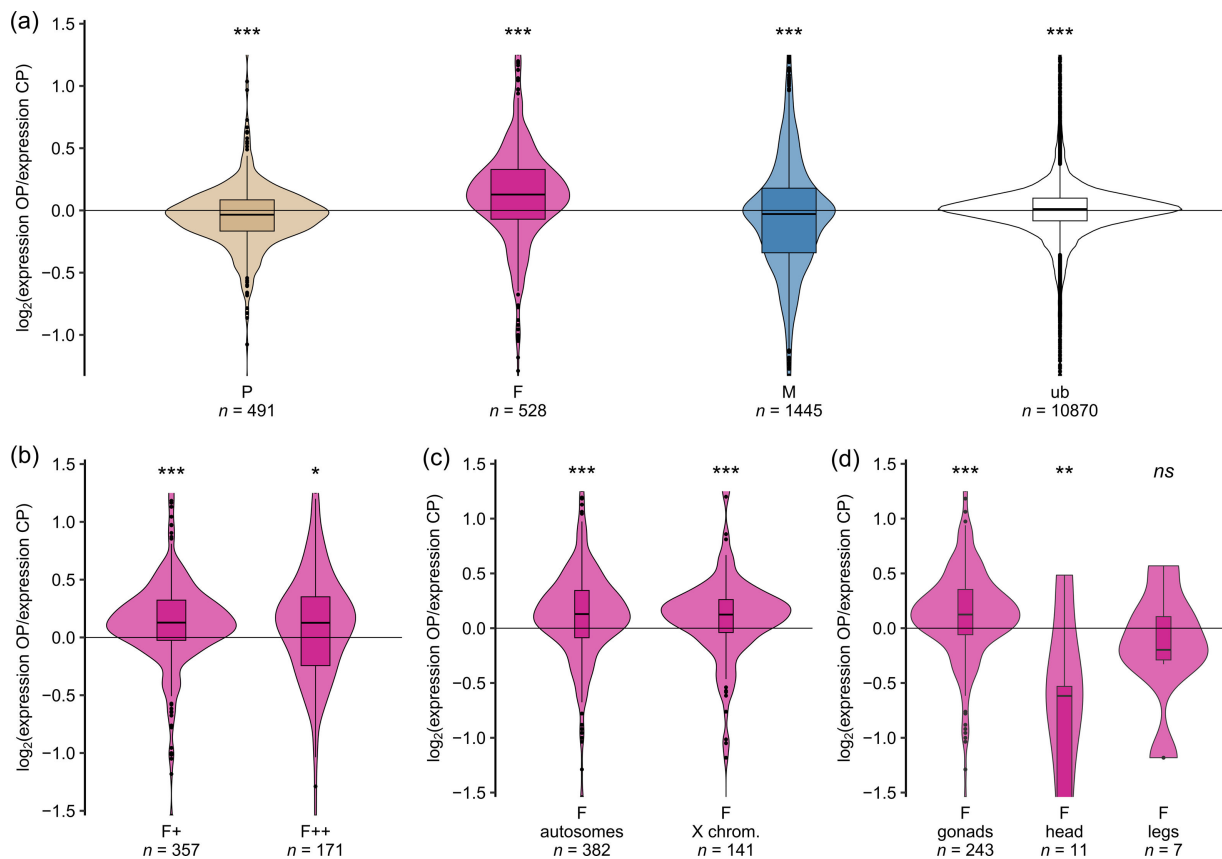 (a)
log₂(expression OP/expression CP)
1.5
1.0
0.5
0.0
−0.5
−1.0
*** *** *** ***
P F M ub
n = 491 n = 528 n = 1445 n = 10870
(b)
log₂(expression OP/expression CP)
1.5
1.0
0.5
0.0
−0.5
−1.0
−1.5
*** *
F+ F++
n = 357 n = 171
(c)
log₂(expression OP/expression CP)
1.5
1.0
0.5
0.0
−0.5
−1.0
−1.5
*** ***
F F
autosomes X chrom.
n = 382 n = 141
(d)
log₂(expression OP/expression CP)
1.5
1.0
0.5
0.0
−0.5
−1.0
−1.5
*** ** ns
F F F
gonads head legs
n = 243 n = 11 n = 7